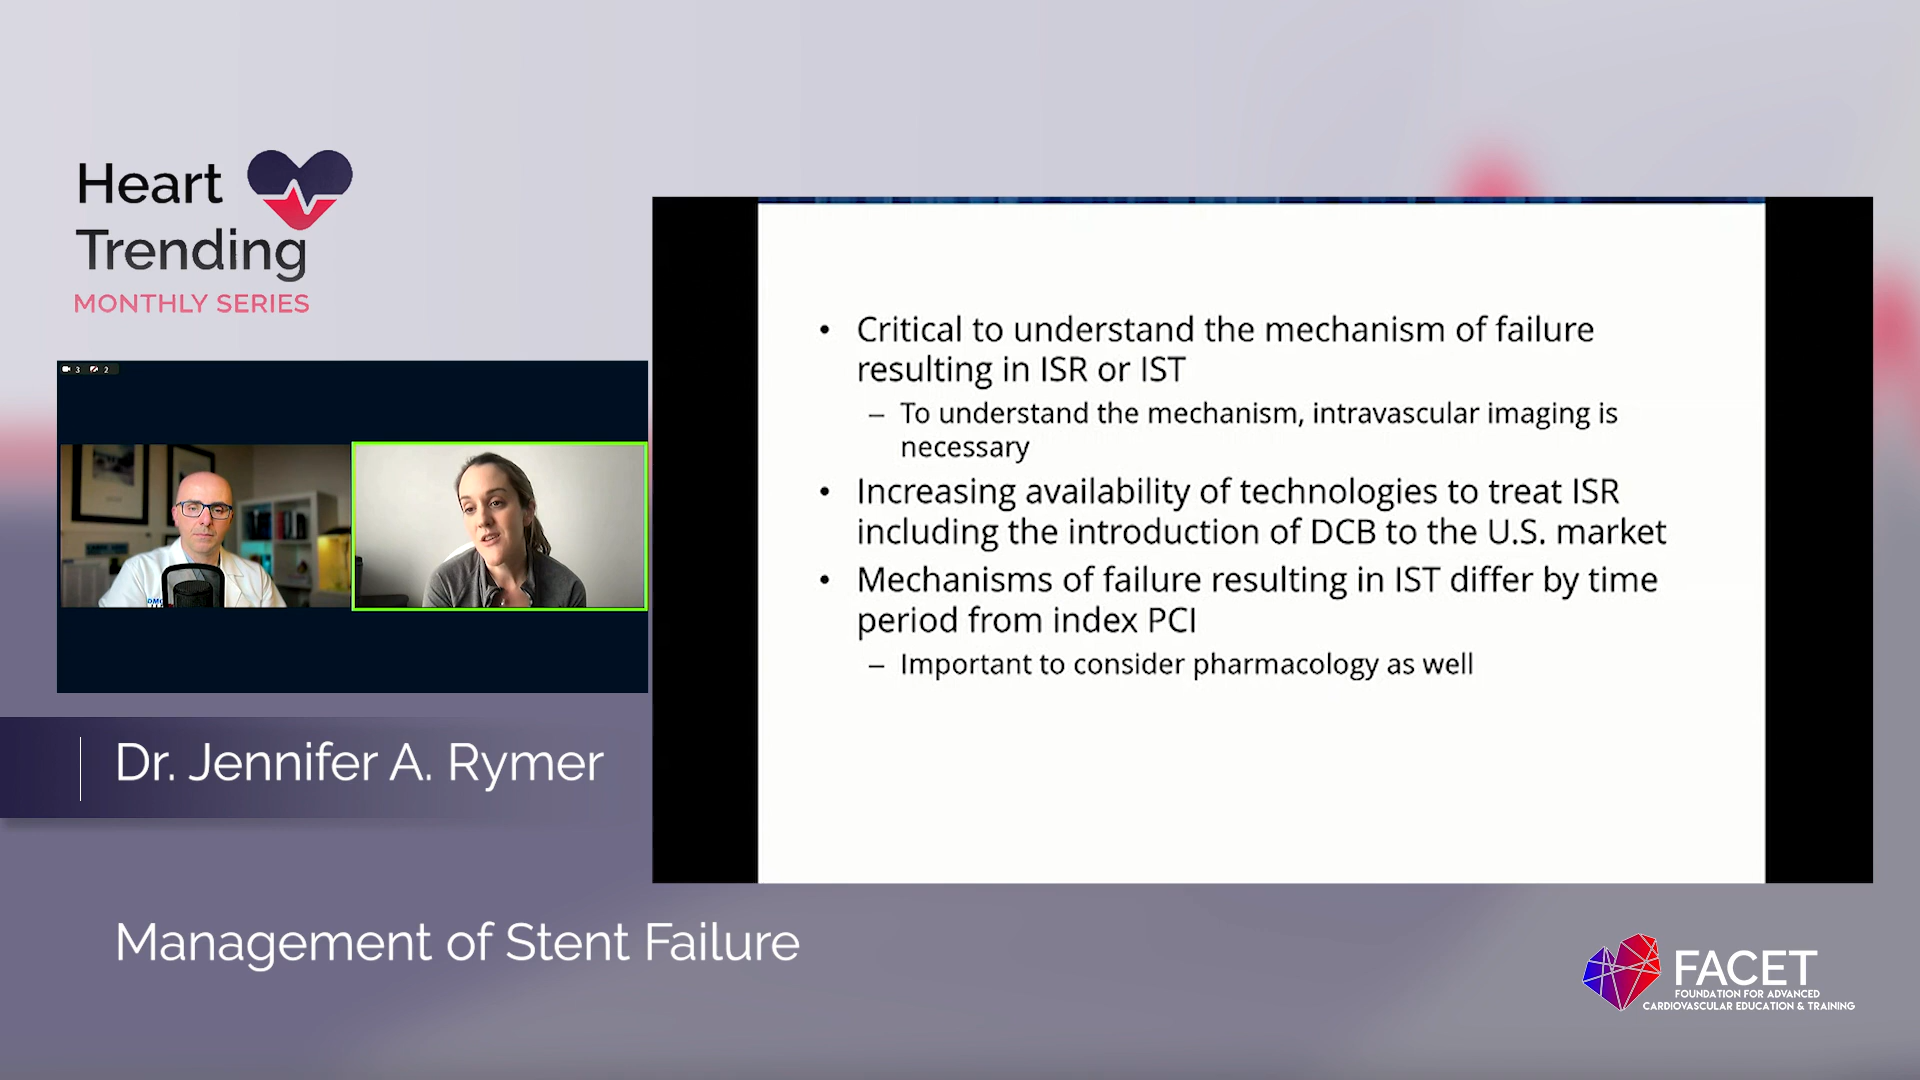 Heart
Trending
MONTHLY SERIES
3 2
DMC
Dr. Jennifer A. Rymer
Management of Stent Failure
• Critical to understand the mechanism of failure
resulting in ISR or IST
– To understand the mechanism, intravascular imaging is
necessary
• Increasing availability of technologies to treat ISR
including the introduction of DCB to the U.S. market
• Mechanisms of failure resulting in IST differ by time
period from index PCI
– Important to consider pharmacology as well
FACET
FOUNDATION FOR ADVANCED
CARDIOVASCULAR EDUCATION & TRAINING